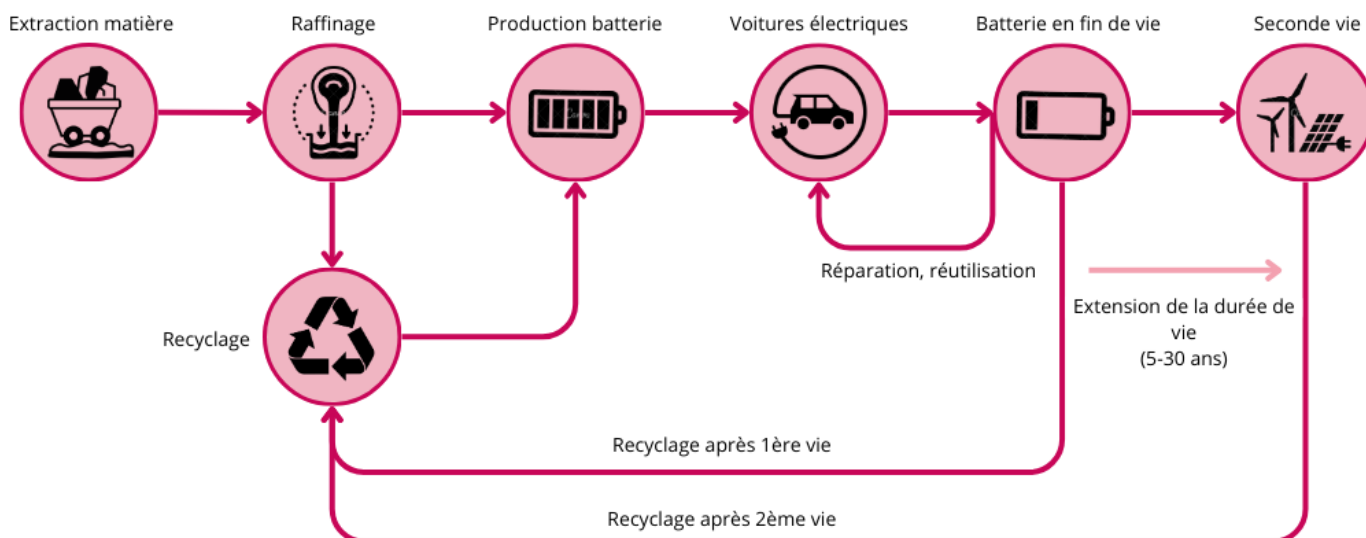 Extraction matière
Raffinage
Production batterie
Voitures électriques
Batterie en fin de vie
Seconde vie
Réparation, réutilisation
Extension de la durée de
vie
(5-30 ans)
Recyclage
Recyclage après 1ère vie
Recyclage après 2ème vie